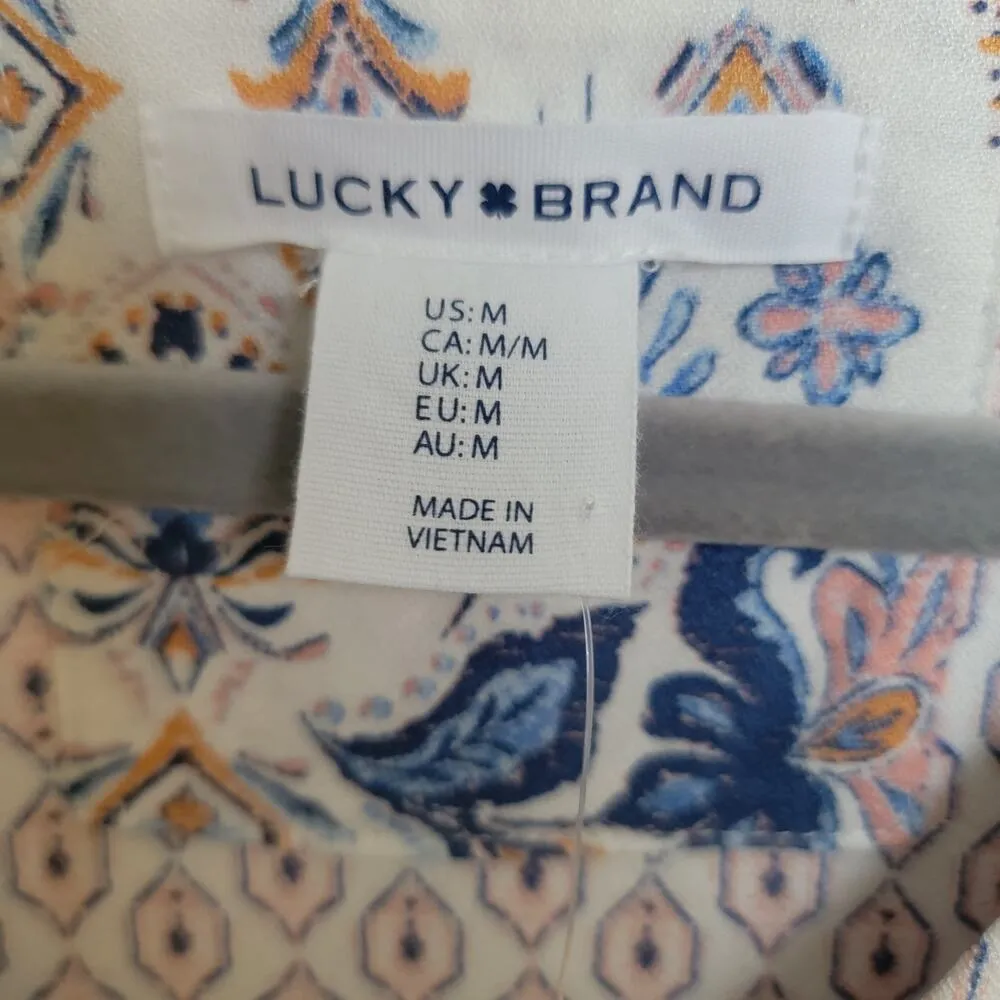 LUCKY BRAND
US: M
CA: M/M
UK: M
EU: M
AU: M
MADE IN
VIETNAM